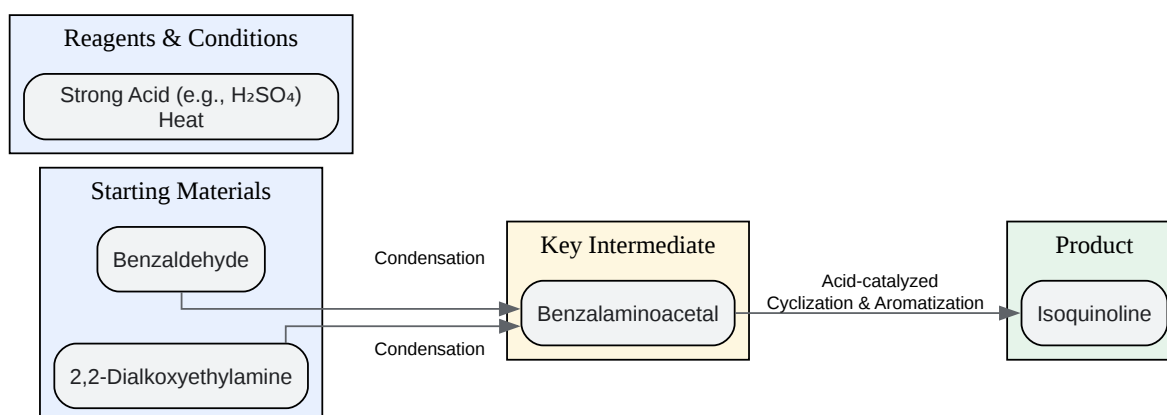 Reagents & Conditions
Strong Acid (e.g., H₂SO₄)
Heat
Starting Materials
Benzaldehyde
2,2-Dialkoxyethylamine
Condensation
Condensation
Key Intermediate
Benzalaminoacetal
Acid-catalyzed
Cyclization & Aromatization
Product
Isoquinoline